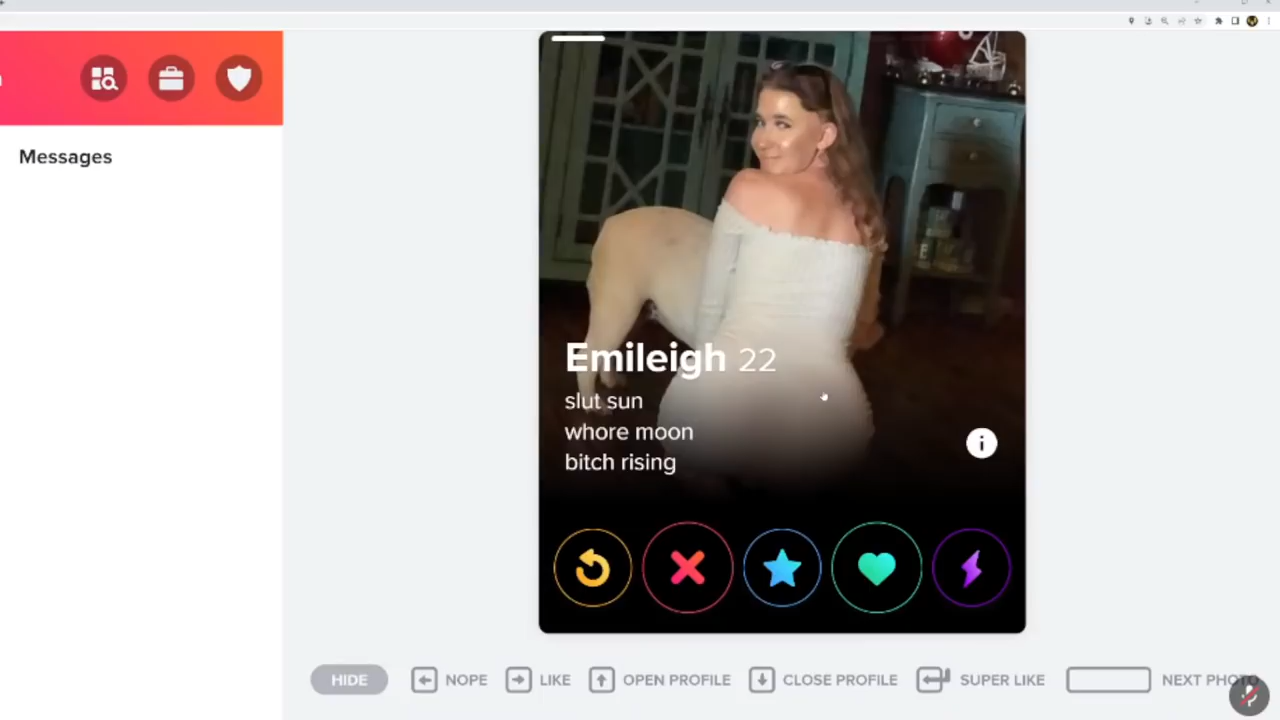 Messages
Emileigh 22
slut sun
whore moon
bitch rising
HIDE
NOPE
LIKE
OPEN PROFILE
CLOSE PROFILE
SUPER LIKE
NEXT PHOTO